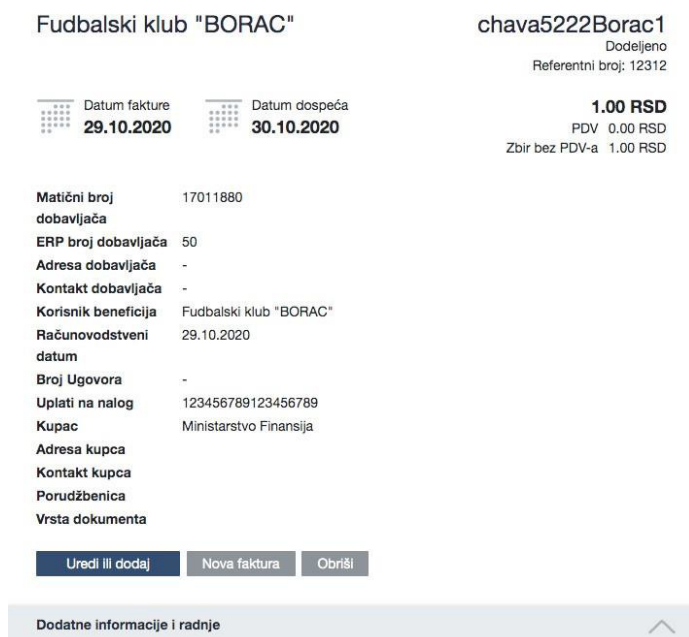 Fudbalski klub "BORAC"
chava5222Borac1
Dodeljeno
Referentni broj: 12312
Datum fakture
29.10.2020
Datum dospeća
30.10.2020
1.00 RSD
PDV 0.00 RSD
Zbir bez PDV-a 1.00 RSD
Matični broj
dobavljača
17011880
ERP broj dobavljača 50
Adresa dobavljača -
Kontakt dobavljača -
Korisnik beneficija Fudbalski klub "BORAC"
Računovodstveni
datum
29.10.2020
Broj Ugovora -
Uplati na nalog 123456789123456789
Kupac Ministarstvo Finansija
Adresa kupca
Kontakt kupca
Porudžbenica
Vrsta dokumenta
Uredi ili dodaj Nova faktura Obriši
Dodatne informacije i radnje